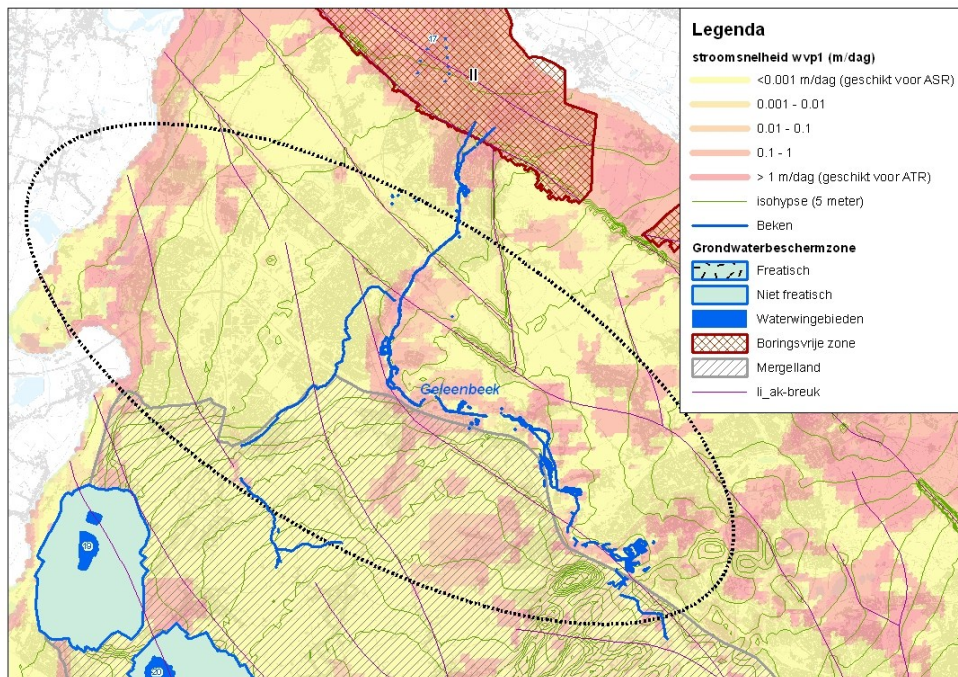 Legenda
stroomsnelheid wvp1 (m/dag)
<0.001 m/dag (geschikt voor ASR)
0.001 - 0.01
0.01 - 0.1
0.1 - 1
> 1 m/dag (geschikt voor ATR)
isohypse (5 meter)
Beken
Grondwaterbeschermzone
Freatisch
Niet freatisch
Waterwingebieden
Boringsvrije zone
Mergelland
li_ak-breuk
II
Geleenbeek
19
20